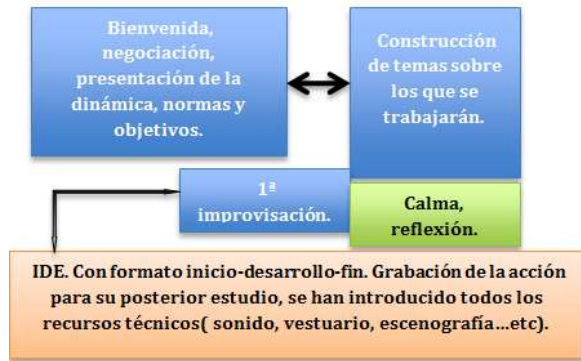 Bienvenida,
negociación,
presentación de la
dinámica, normas y
objetivos.
Construcción
de temas sobre
los que se
trabajarán.
1ª
improvisación.
Calma,
reflexión.
IDE. Con formato inicio-desarrollo-fin. Grabación de la acción
para su posterior estudio, se han introducido todos los
recursos técnicos( sonido, vestuario, escenografía...etc).